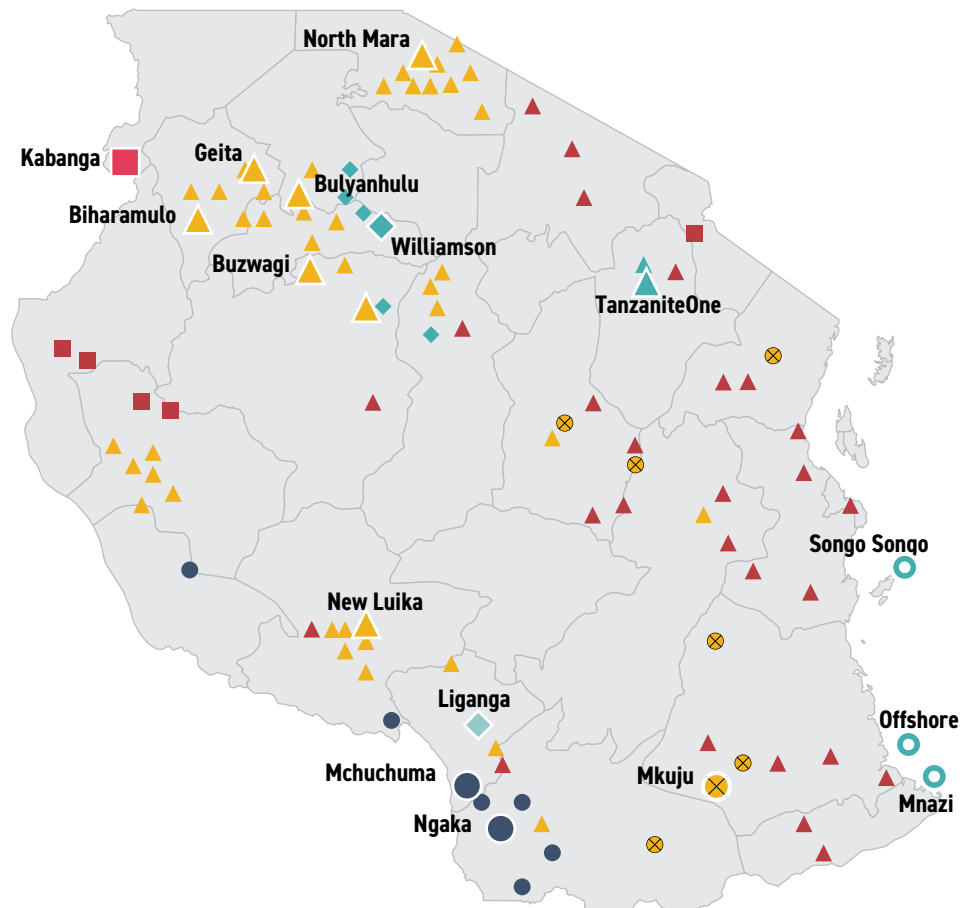 North Mara
Kabanga
Geita
Bulyanhulu
Biharamulo
Williamson
Buzwagi
TanzaniteOne
Songo Songo
New Luika
Liganga
Offshore
Mchuchuma
Mkuju
Mnazi
Ngaka